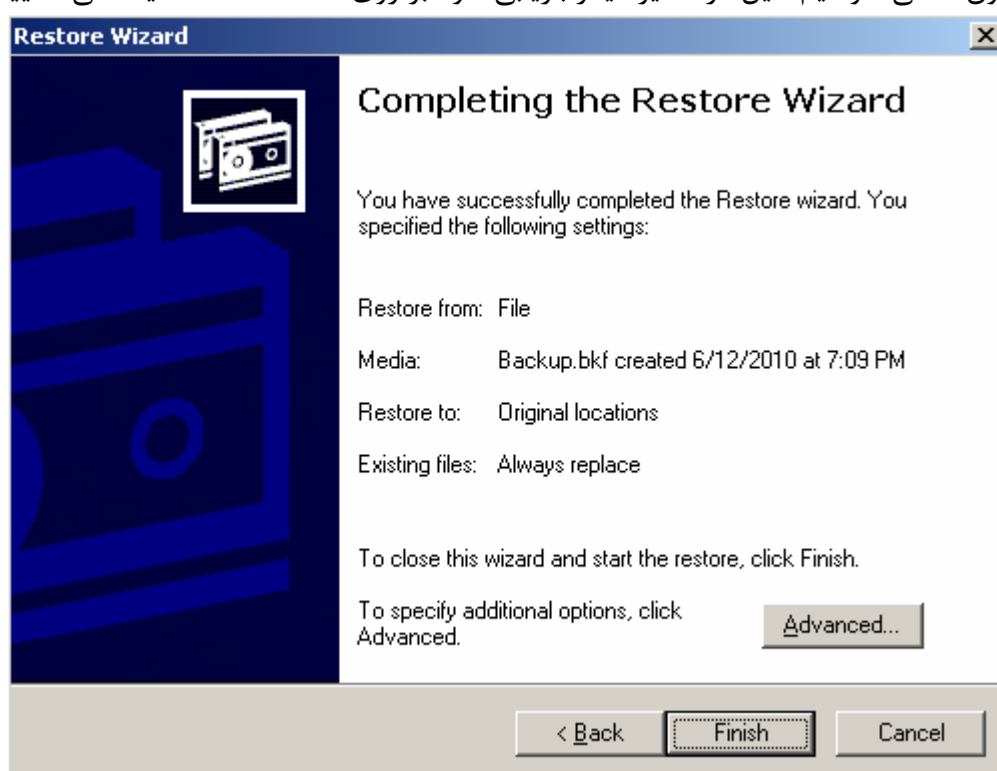 Restore Wizard
Completing the Restore Wizard
You have successfully completed the Restore wizard. You
specified the following settings:
Restore from: File
Media: Backup.bkf created 6/12/2010 at 7:09 PM
Restore to: Original locations
Existing files: Always replace
To close this wizard and start the restore, click Finish.
To specify additional options, click
Advanced.
Advanced...
< Back
Finish
Cancel